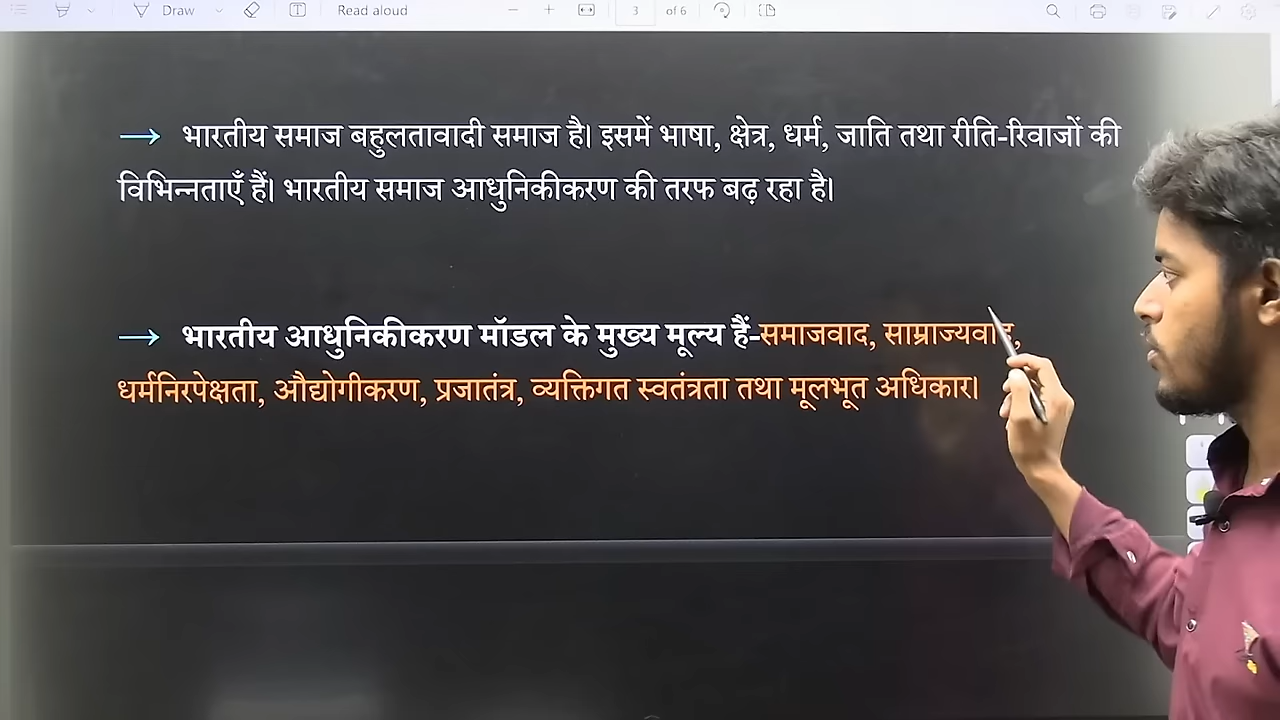 Draw
Read aloud
3 of 6
→ भारतीय समाज बहुलतावादी समाज है। इसमें भाषा, क्षेत्र, धर्म, जाति तथा रीति-रिवाजों की
विभिन्नताएँ हैं। भारतीय समाज आधुनिकीकरण की तरफ बढ़ रहा है।
→ भारतीय आधुनिकीकरण मॉडल के मुख्य मूल्य हैं-समाजवाद, साम्राज्यवाद,
धर्मनिरपेक्षता, औद्योगीकरण, प्रजातंत्र, व्यक्तिगत स्वतंत्रता तथा मूलभूत अधिकार।